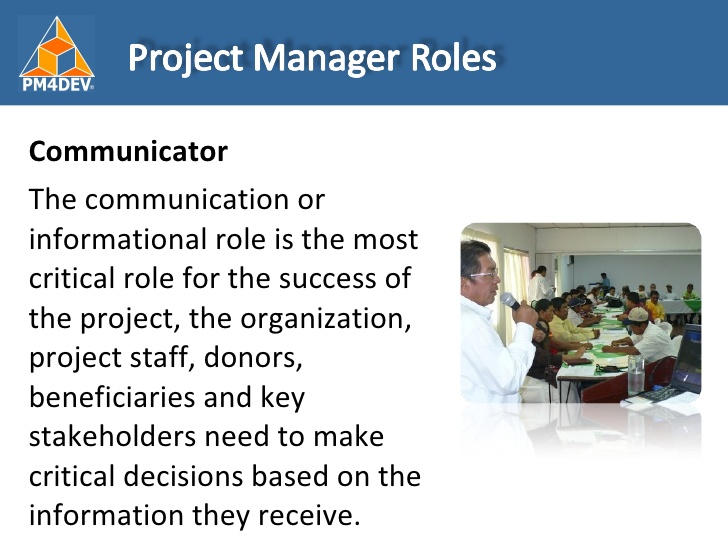 PM4DEV
Project Manager Roles
Communicator
The communication or
informational role is the most
critical role for the success of
the project, the organization,
project staff, donors,
beneficiaries and key
stakeholders need to make
critical decisions based on the
information they receive.